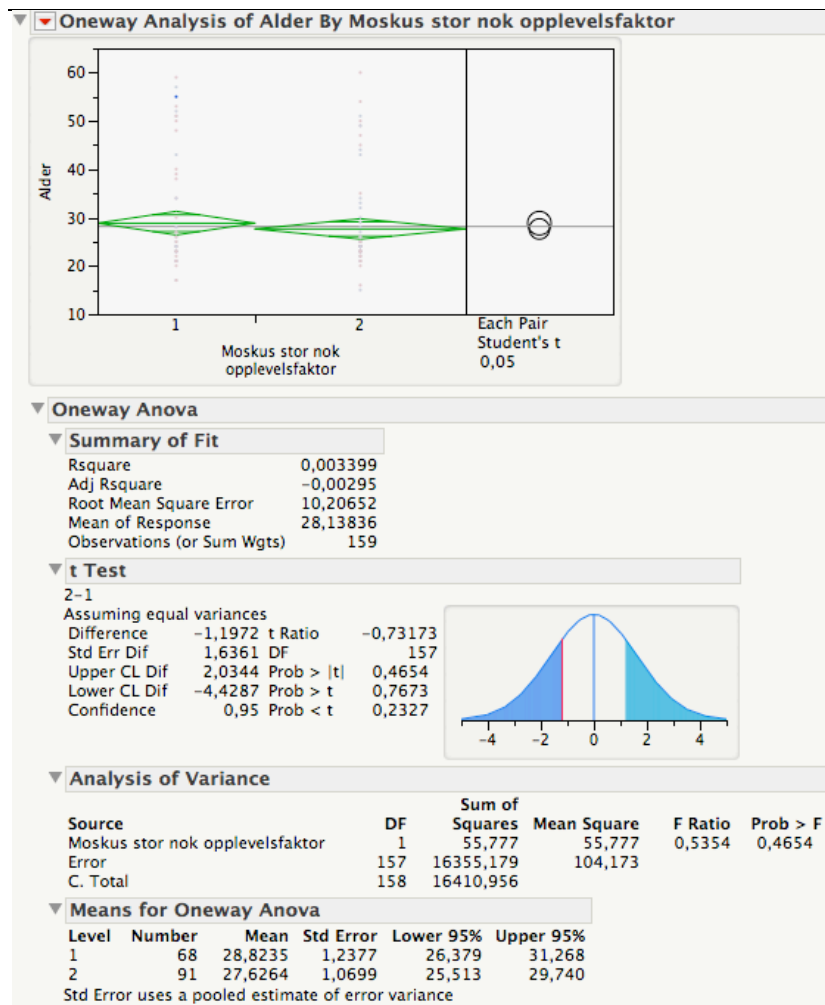 Oneway Analysis of Alder By Moskus stor nok opplevelsfaktor
60
50
40
30
20
10
Alder
1 2
Moskus stor nok
opplevelsfaktor
Each Pair
Student's t
0,05
Oneway Anova
Summary of Fit
Rsquare 0,003399
Adj Rsquare -0,00295
Root Mean Square Error 10,20652
Mean of Response 28,13836
Observations (or Sum Wgts) 159
t Test
2-1
Assuming equal variances
Difference -1,1972 t Ratio -0,73173
Std Err Dif 1,6361 DF 157
Upper CL Dif 2,0344 Prob > |t| 0,4654
Lower CL Dif -4,4287 Prob > t 0,7673
Confidence 0,95 Prob < t 0,2327
-4 -2 0 2 4
Analysis of Variance
Sum of
Source DF Squares Mean Square F Ratio Prob > F
Moskus stor nok opplevelsfaktor 1 55,777 55,777 0,5354 0,4654
Error 157 16355,179 104,173
C. Total 158 16410,956
Means for Oneway Anova
Level Number Mean Std Error Lower 95% Upper 95%
1 68 28,8235 1,2377 26,379 31,268
2 91 27,6264 1,0699 25,513 29,740
Std Error uses a pooled estimate of error variance